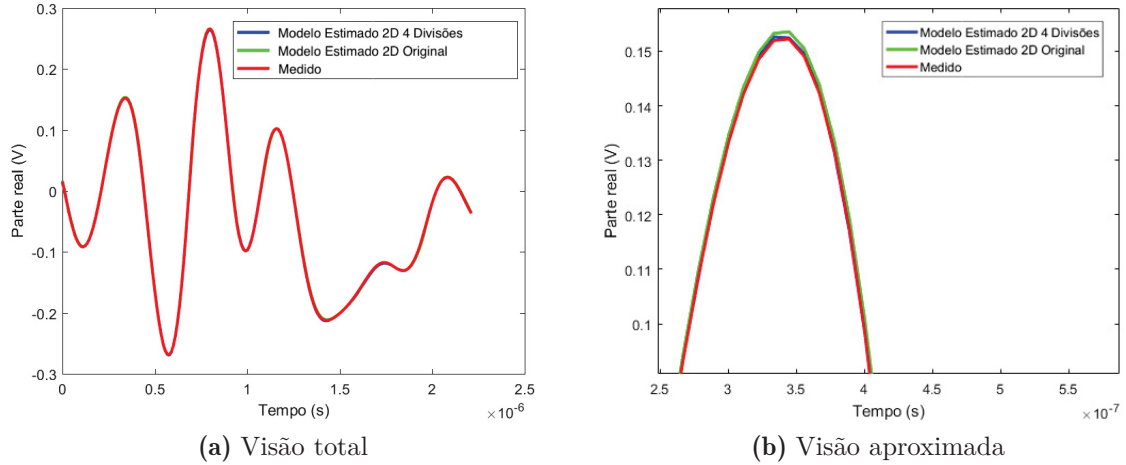 0.3
0.2
0.1
0
-0.1
-0.2
-0.3
Parte real (V)
Modelo Estimado 2D 4 Divisões
Modelo Estimado 2D Original
Medido
0 0.5 1 1.5 2 2.5
Tempo (s)
×10⁻⁶
(a) Visão total
0.15
0.14
0.13
0.12
0.11
0.1
Parte real (V)
Modelo Estimado 2D 4 Divisões
Modelo Estimado 2D Original
Medido
2.5 3 3.5 4 4.5 5 5.5
Tempo (s)
×10⁻⁷
(b) Visão aproximada